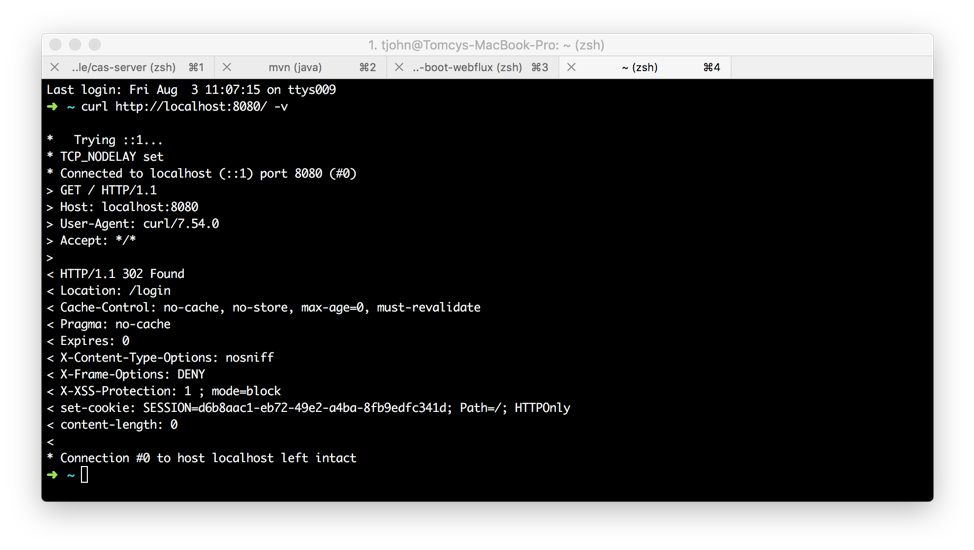 1. tjohn@Tomcys-MacBook-Pro: ~ (zsh)
..le/cas-server (zsh) ⌘1 mvn (java) ⌘2 ..-boot-webflux (zsh) ⌘3 ~ (zsh) ⌘4
Last login: Fri Aug  3 11:07:15 on ttys009
➜  ~ curl http://localhost:8080/ -v
*   Trying ::1...
* TCP_NODELAY set
* Connected to localhost (::1) port 8080 (#0)
> GET / HTTP/1.1
> Host: localhost:8080
> User-Agent: curl/7.54.0
> Accept: */*
>
< HTTP/1.1 302 Found
< Location: /login
< Cache-Control: no-cache, no-store, max-age=0, must-revalidate
< Pragma: no-cache
< Expires: 0
< X-Content-Type-Options: nosniff
< X-Frame-Options: DENY
< X-XSS-Protection: 1 ; mode=block
< set-cookie: SESSION=d6b8aac1-eb72-49e2-a4ba-8fb9edfc341d; Path=/; HTTPOnly
< content-length: 0
<
* Connection #0 to host localhost left intact
➜  ~